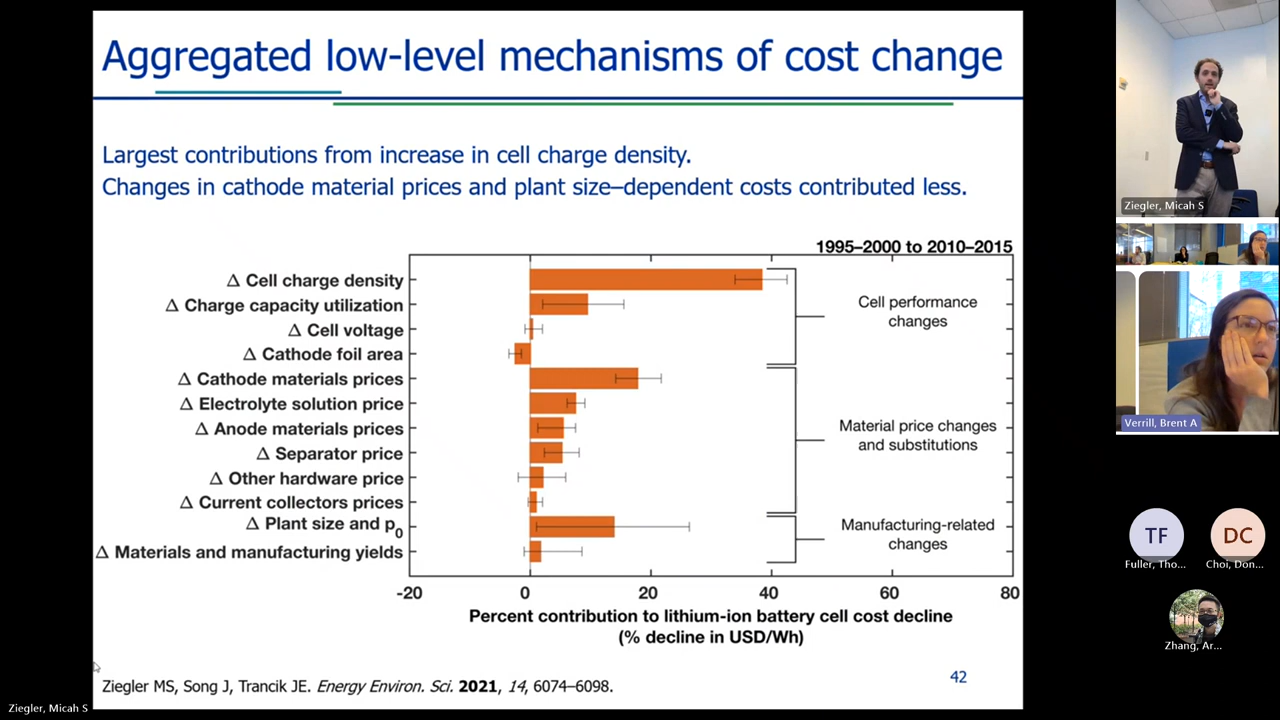 Aggregated low-level mechanisms of cost change
Largest contributions from increase in cell charge density.
Changes in cathode material prices and plant size–dependent costs contributed less.
1995–2000 to 2010–2015
Δ Cell charge density
Δ Charge capacity utilization
Δ Cell voltage
Δ Cathode foil area
Cell performance
changes
Δ Cathode materials prices
Δ Electrolyte solution price
Δ Anode materials prices
Δ Separator price
Δ Other hardware price
Δ Current collectors prices
Material price changes
and substitutions
Δ Plant size and p0
Δ Materials and manufacturing yields
Manufacturing-related
changes
-20 0 20 40 60 80
Percent contribution to lithium-ion battery cell cost decline
(% decline in USD/Wh)
Ziegler MS, Song J, Trancik JE. Energy Environ. Sci. 2021, 14, 6074–6098.
42
Ziegler, Micah S
Ziegler, Micah S
Verrill, Brent A
TF
Fuller, Tho...
DC
Choi, Don...
Zhang, Ar...